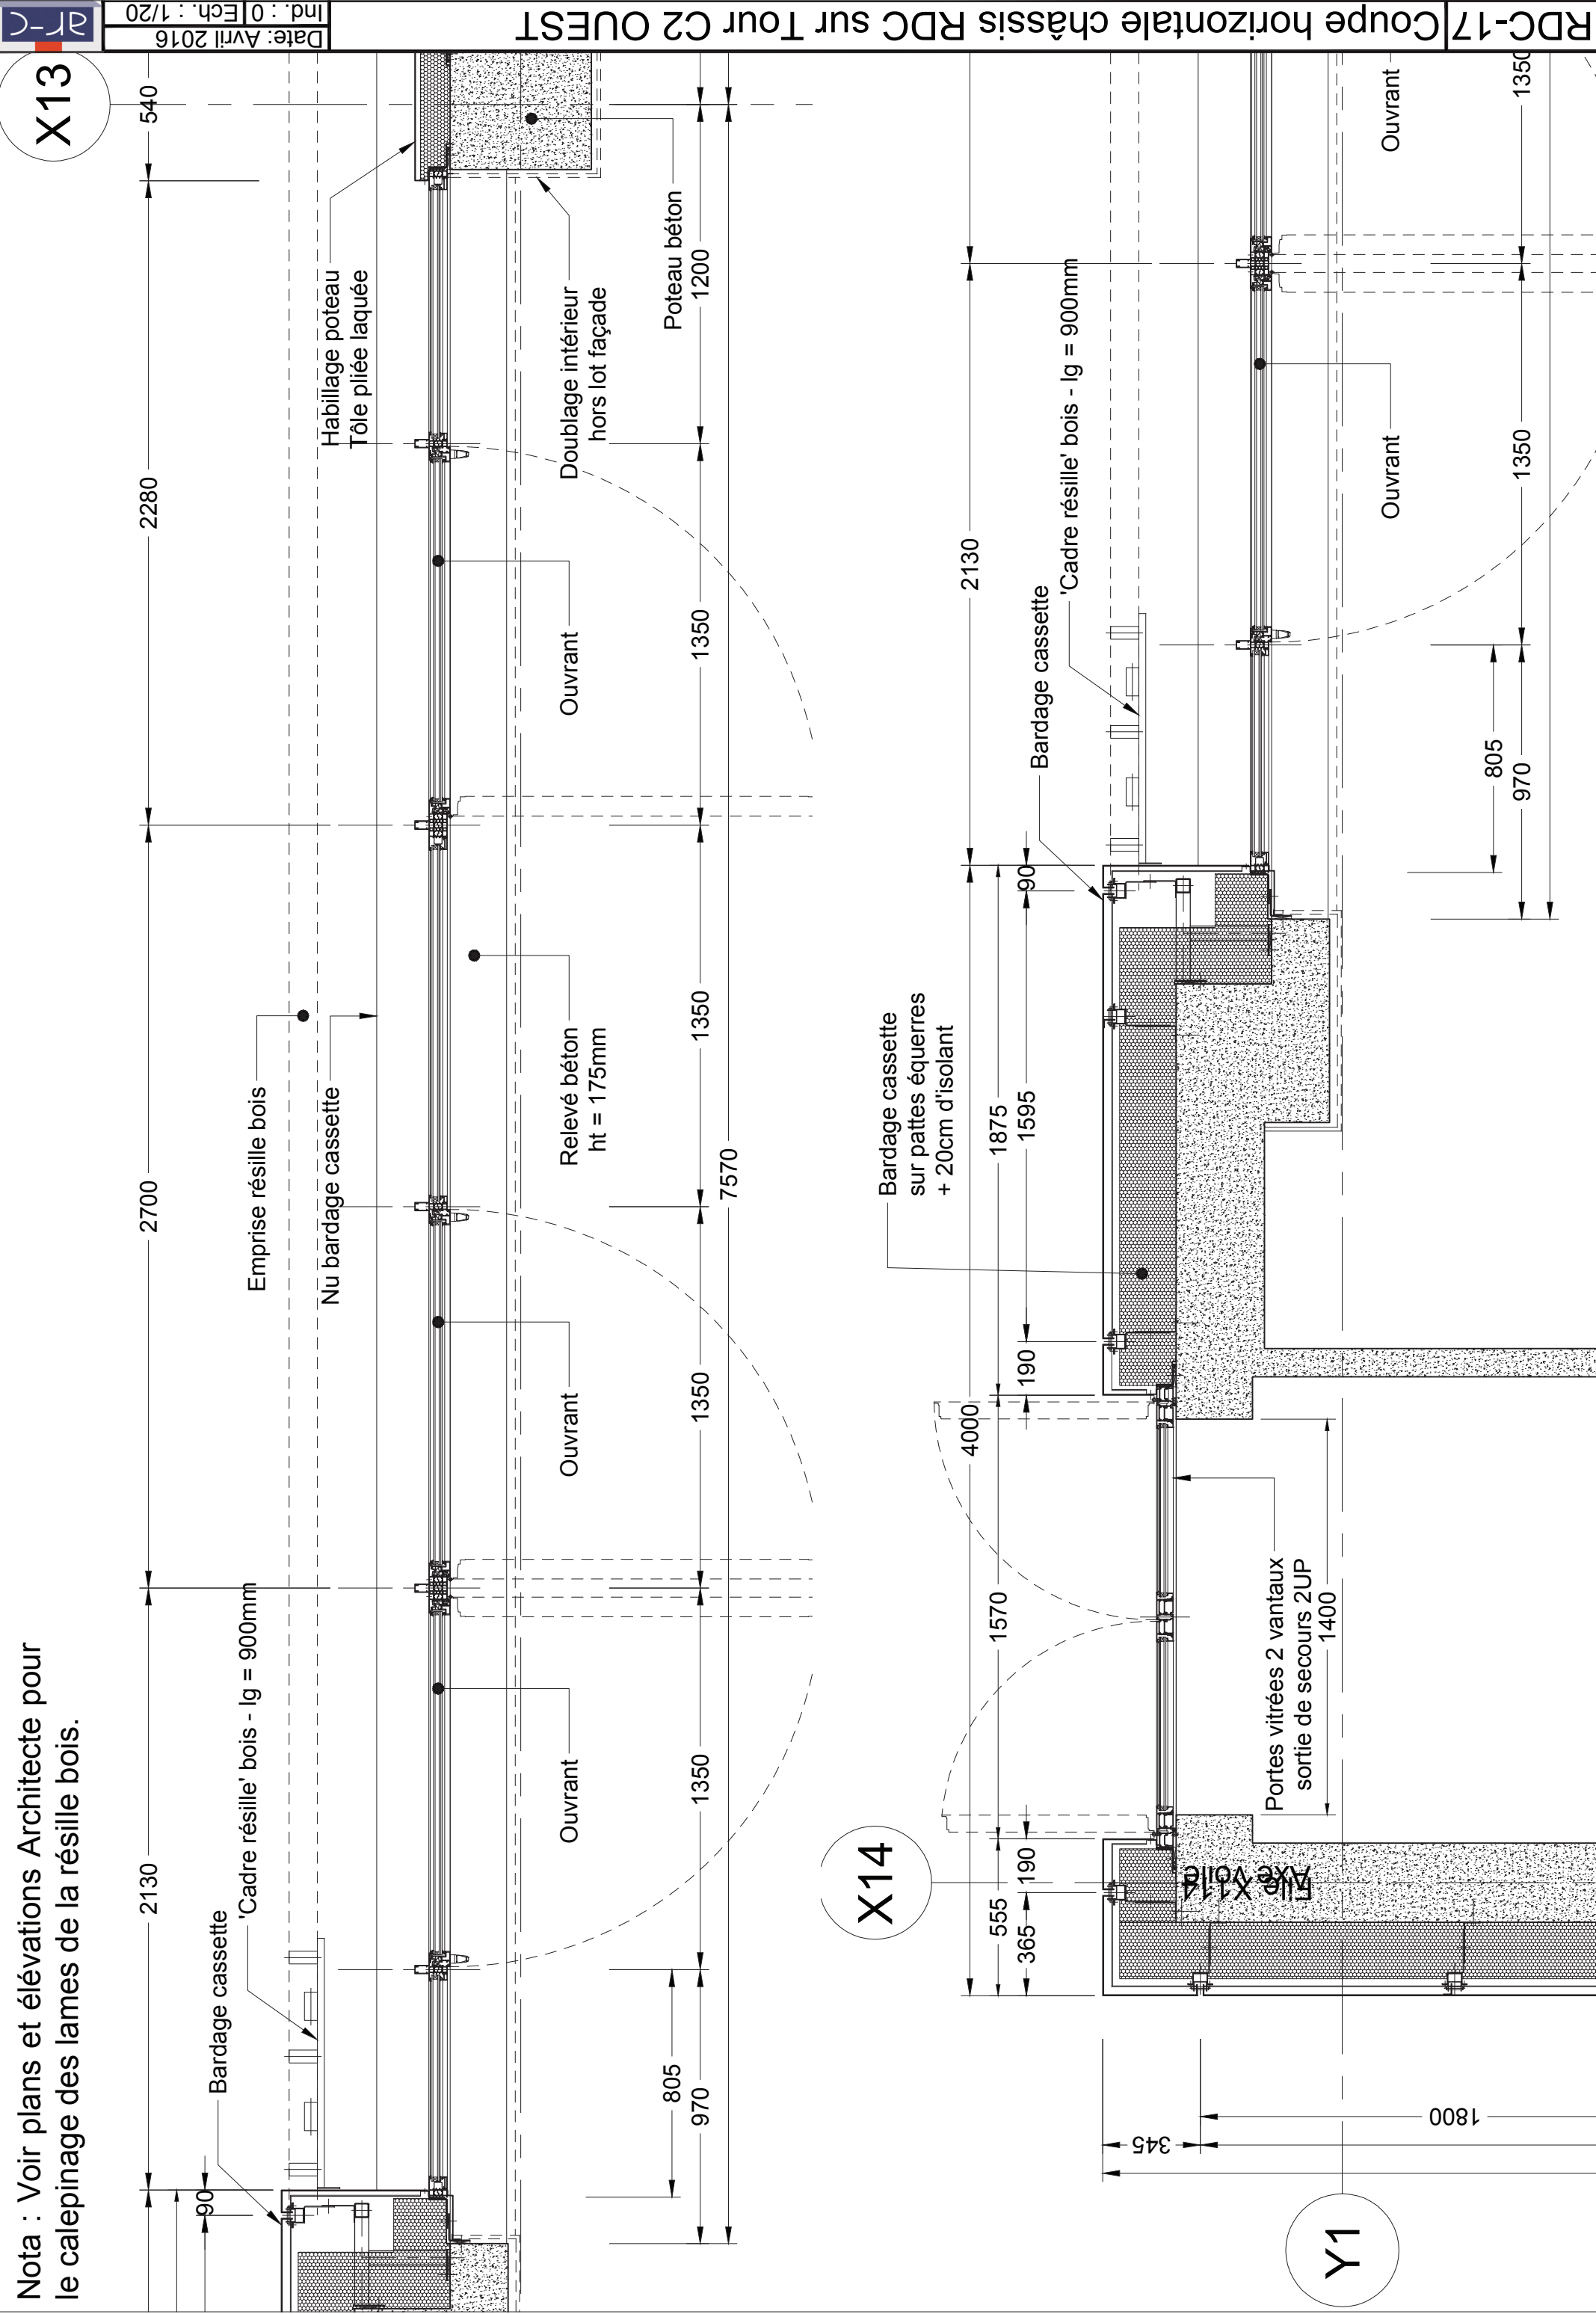 Nota : Voir plans et élévations Architecte pour
le calepinage des lames de la résille bois.
2130
2700
2280
540
X13
90
Bardage cassette
'Cadre résille' bois - lg = 900mm
Emprise résille bois
Nu bardage cassette
Habillage poteau
Tôle pliée laquée
Ouvrant
Ouvrant
Relevé béton
ht = 175mm
Ouvrant
Doublage intérieur
hors lot façade
Poteau béton
805
970
1350
1350
1350
1350
1200
7570
X14
4000
2130
555
1570
1875
365
190
190
1595
90
Bardage cassette
sur pattes équerres
+ 20cm d'isolant
Bardage cassette
'Cadre résille' bois - lg = 900mm
Axe Voile
Portes vitrées 2 vantaux
sortie de secours 2UP
1400
Ouvrant
Ouvrant
805
970
1350
1350
345
1800
Y1
RDC-17
Coupe horizontale châssis RDC sur Tour C2 OUEST
Date: Avril 2016
Ind. : 0
Ech. : 1/20
ar-c